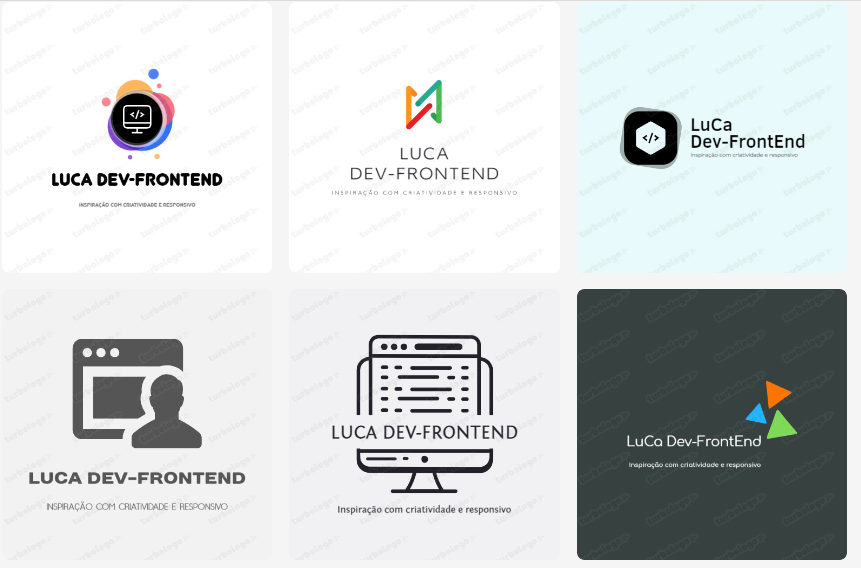 </>
LUCA DEV-FRONTEND
INSPIRAÇÃO COM CRIATIVIDADE E RESPONSIVO
LUCA
DEV-FRONTEND
INSPIRAÇÃO COM CRIATIVIDADE E RESPONSIVO
</>
LuCa
Dev-FrontEnd
Inspiração com criatividade e responsivo
LUCA DEV-FRONTEND
INSPIRAÇÃO COM CRIATIVIDADE E RESPONSIVO
LUCA DEV-FRONTEND
Inspiração com criatividade e responsivo
LuCa Dev-FrontEnd
Inspiração com criatividade e responsivo
turbologo